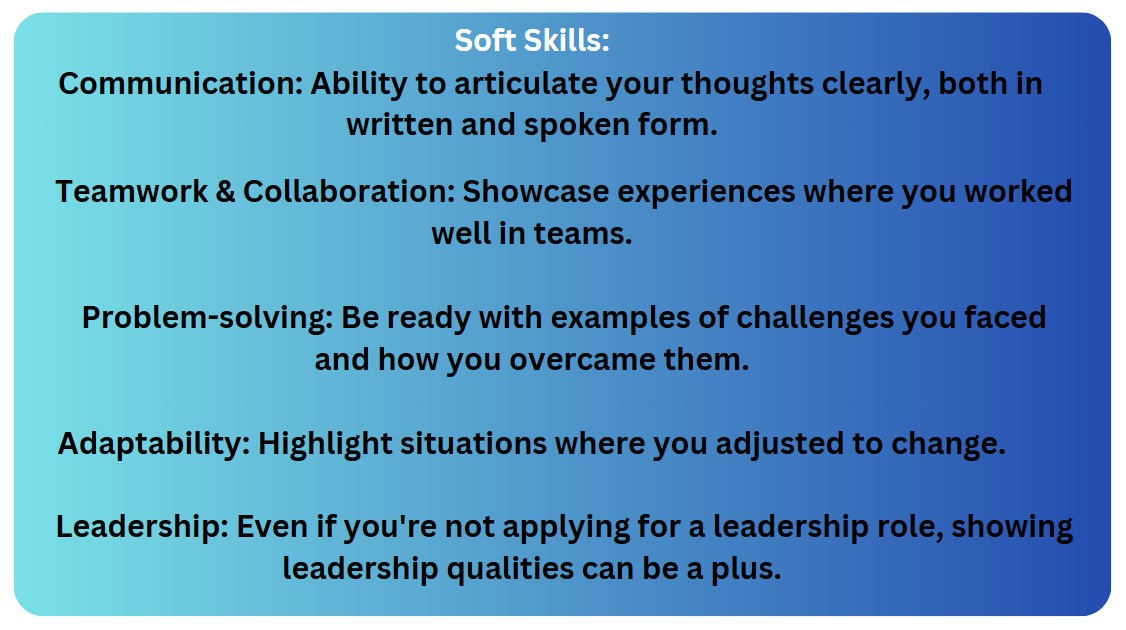 Soft Skills:
Communication: Ability to articulate your thoughts clearly, both in
written and spoken form.
Teamwork & Collaboration: Showcase experiences where you worked
well in teams.
Problem-solving: Be ready with examples of challenges you faced
and how you overcame them.
Adaptability: Highlight situations where you adjusted to change.
Leadership: Even if you're not applying for a leadership role, showing
leadership qualities can be a plus.